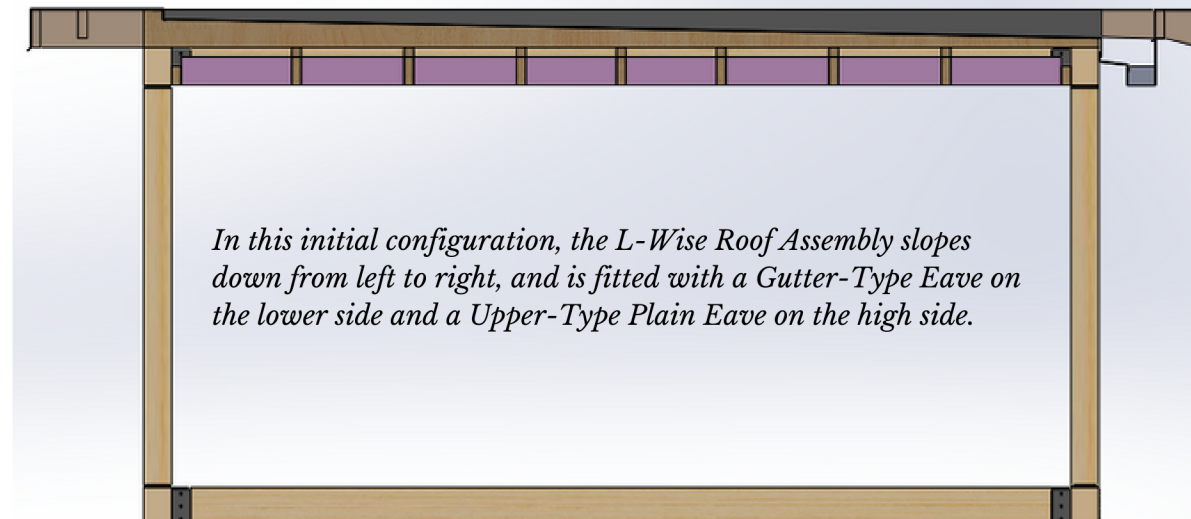 In this initial configuration, the L-Wise Roof Assembly slopes
down from left to right, and is fitted with a Gutter-Type Eave on
the lower side and a Upper-Type Plain Eave on the high side.